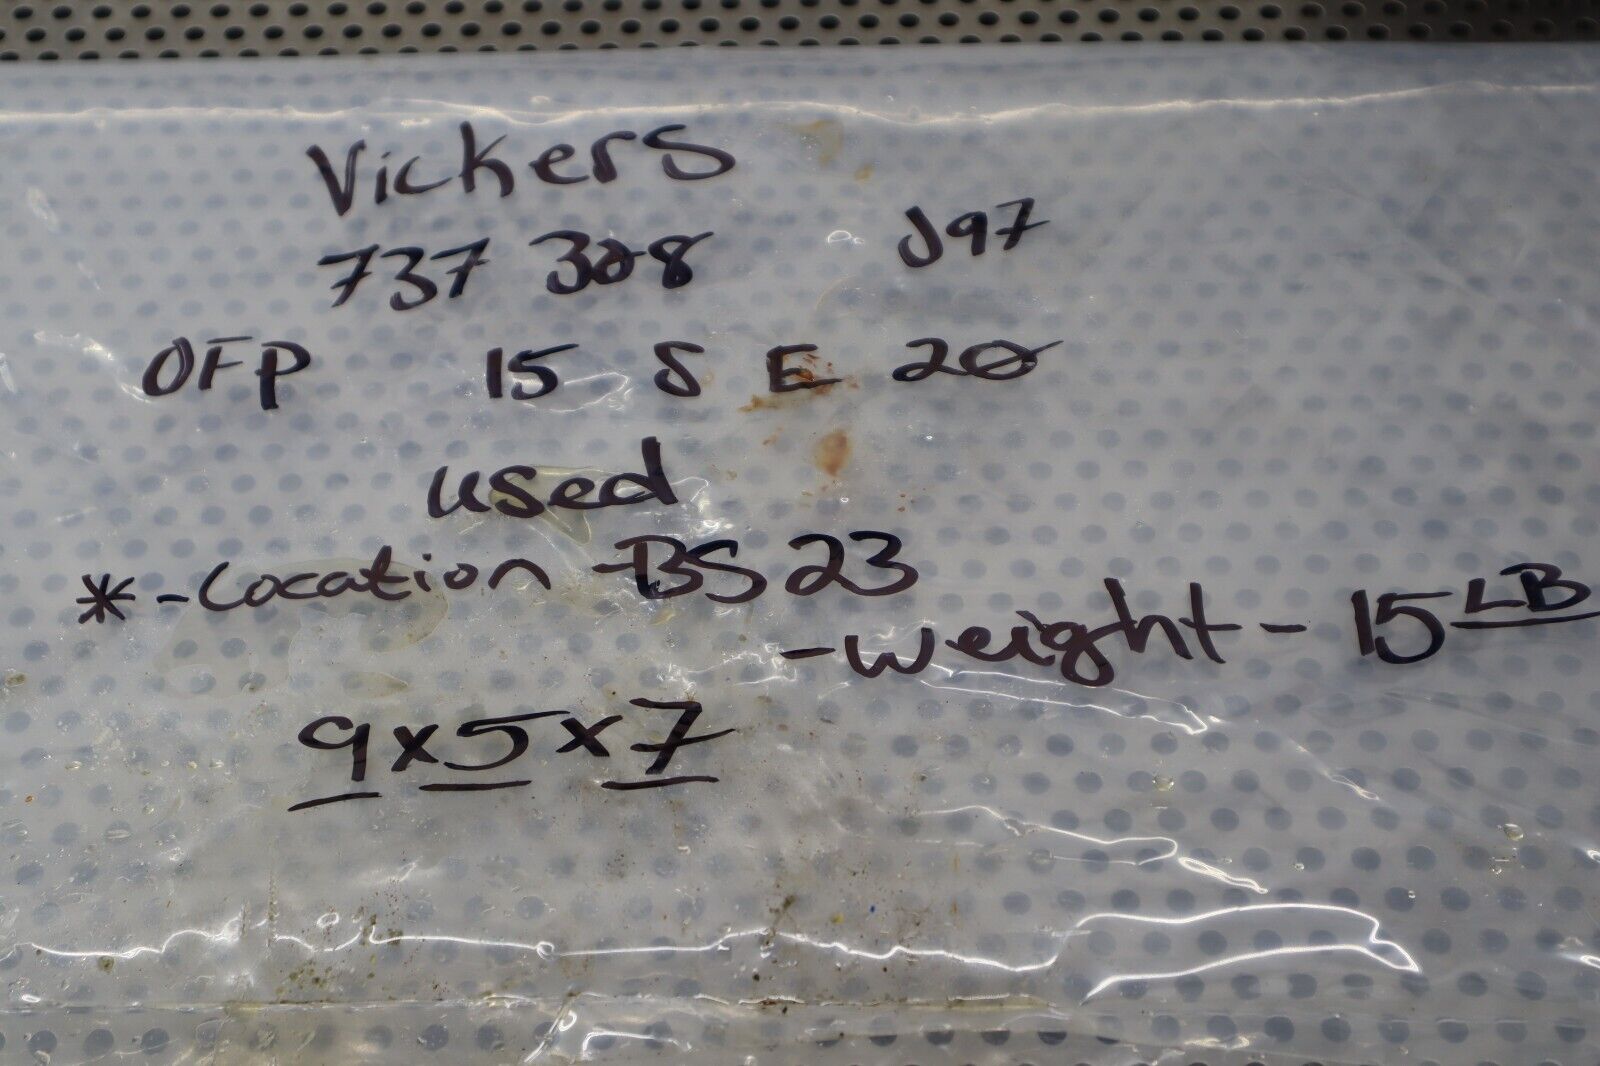 Vickers
737 308 J97
OFP 15 S E 20
used
*-Location-BS23
-Weight-15LB
9x5x7